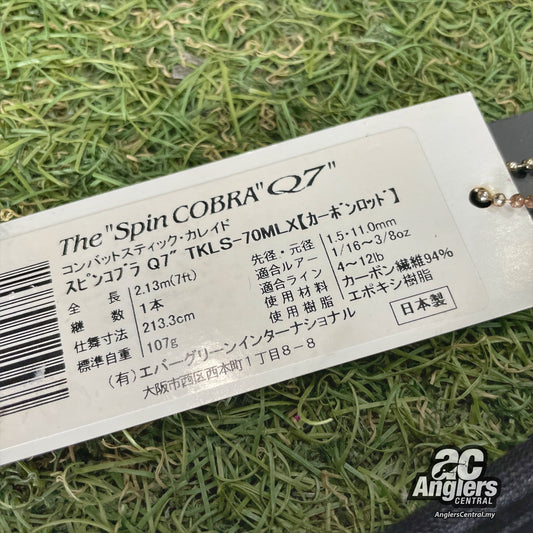 The "Spin COBRA" Q7"
コンバットスティック・カレイド
スピンコブラ Q7" TKLS-70MLX【カーボンロッド】
全長 2.13m(7ft) 先径・元径 1.5-11.0mm
継数 1本 適合ルアー 1/16~3/8oz
仕舞寸法 213.3cm 適合ライン 4~12lb
標準自重 107g 使用材料 カーボン繊維94%
使用樹脂 エポキシ樹脂
(有)エバーグリーンインターナショナル
大阪市西区西本町1丁目8-8
日本製
AC
Anglers
CENTRAL
AnglersCentral.my